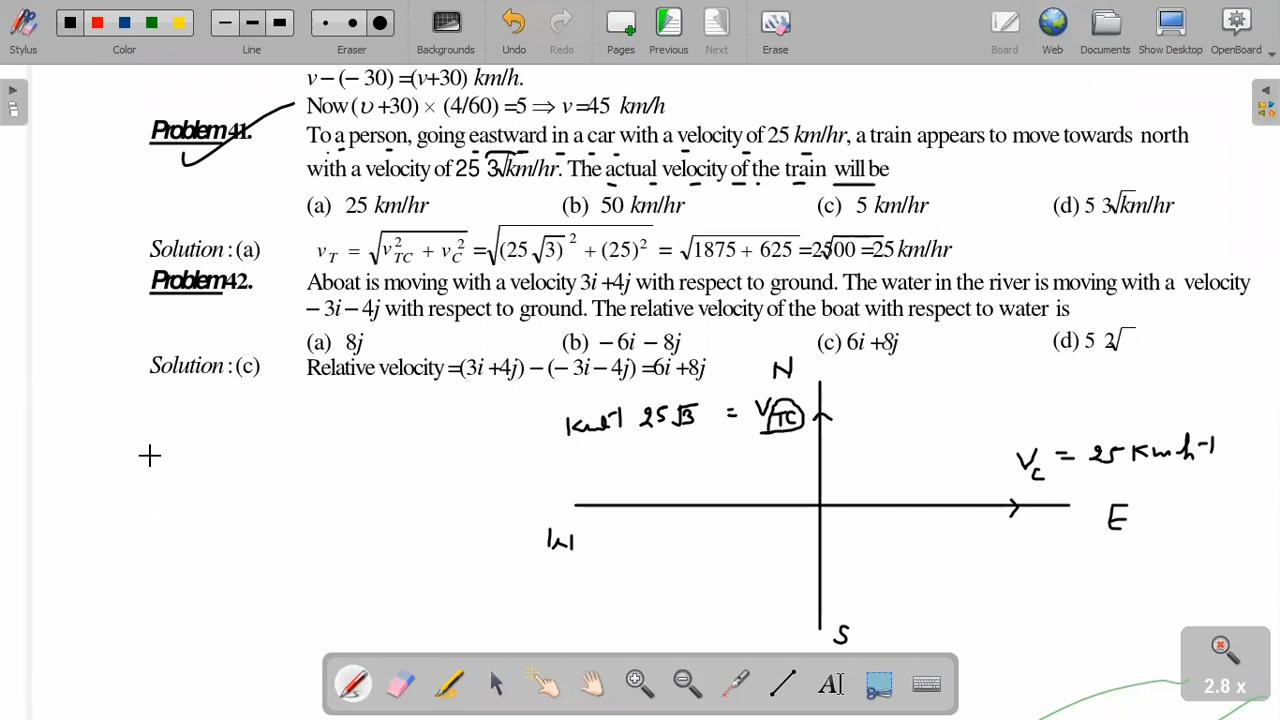 Stylus Color Line Eraser Backgrounds Undo Redo Pages Previous Next Erase Board Web Documents Show Desktop OpenBoard
v – (– 30) =(v+30) km/h.
Now (υ +30) × (4/60) =5 ⇒ v =45 km/h
Problem 41. To a person, going eastward in a car with a velocity of 25 km/hr, a train appears to move towards north
with a velocity of 25 3√km/hr. The actual velocity of the train will be
(a) 25 km/hr (b) 50 km/hr (c) 5 km/hr (d) 5 3√km/hr
Solution : (a) v_T = √v²_TC + v²_C = √(25 √3)² + (25)² = √1875 + 625 =2√500 =25 km/hr
Problem 42. Aboat is moving with a velocity 3i +4j with respect to ground. The water in the river is moving with a velocity
– 3i – 4j with respect to ground. The relative velocity of the boat with respect to water is
(a) 8j (b) – 6i – 8j (c) 6i +8j (d) 5 2√
Solution : (c) Relative velocity =(3i +4j) – (– 3i – 4j) =6i +8j
N
Kmh⁻¹ 25√3 = V_TC
V_c = 25 Km h⁻¹
E
W
S
2.8 x